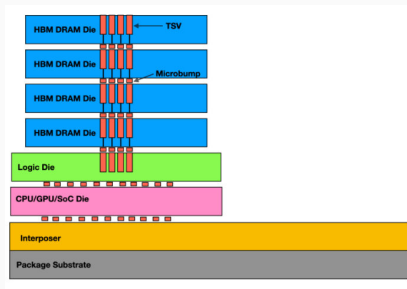 HBM DRAM Die
TSV
HBM DRAM Die
Microbump
HBM DRAM Die
HBM DRAM Die
Logic Die
CPU/GPU/SoC Die
Interposer
Package Substrate